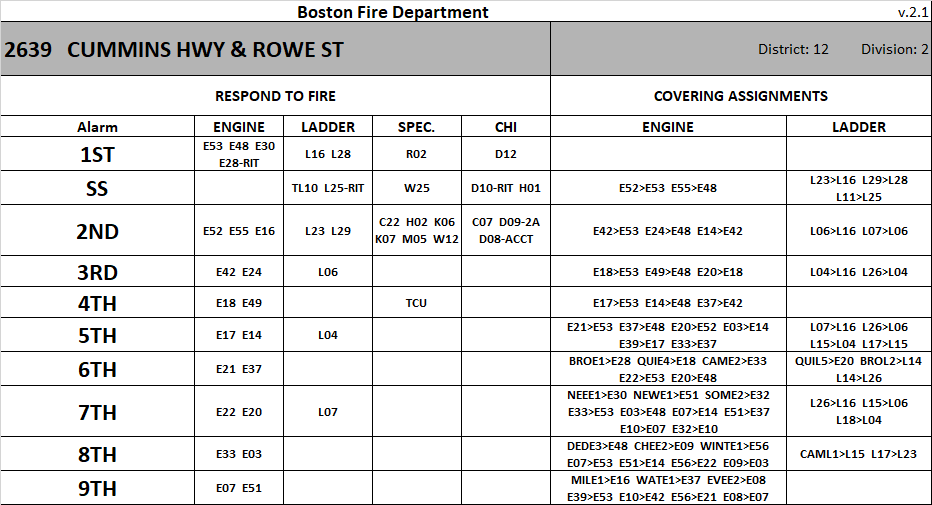 Boston Fire Department
v.2.1
2639 CUMMINS HWY & ROWE ST
District: 12 Division: 2
RESPOND TO FIRE
COVERING ASSIGNMENTS
Alarm ENGINE LADDER SPEC. CHI ENGINE LADDER
1ST
E53 E48 E30
E28-RIT
L16 L28
R02
D12
SS
TL10 L25-RIT
W25
D10-RIT H01
E52>E53 E55>E48
L23>L16 L29>L28
L11>L25
2ND
E52 E55 E16
L23 L29
C22 H02 K06
K07 M05 W12
C07 D09-2A
D08-ACCT
E42>E53 E24>E48 E14>E42
L06>L16 L07>L06
3RD
E42 E24
L06
E18>E53 E49>E48 E20>E18
L04>L16 L26>L04
4TH
E18 E49
TCU
E17>E53 E14>E48 E37>E42
5TH
E17 E14
L04
E21>E53 E37>E48 E20>E52 E03>E14
E39>E17 E33>E37
L07>L16 L26>L06
L15>L04 L17>L15
6TH
E21 E37
BROE1>E28 QUIE4>E18 CAME2>E33
E22>E53 E20>E48
QUIL5>E20 BROL2>L14
L14>L26
7TH
E22 E20
L07
NEEE1>E30 NEWE1>E51 SOME2>E32
E33>E53 E03>E48 E07>E14 E51>E37
E10>E07 E32>E10
L26>L16 L15>L06
L18>L04
8TH
E33 E03
DEDE3>E48 CHEE2>E09 WINTE1>E56
E07>E53 E51>E14 E56>E22 E09>E03
CAML1>L15 L17>L23
9TH
E07 E51
MILE1>E16 WATE1>E37 EVEE2>E08
E39>E53 E10>E42 E56>E21 E08>E07